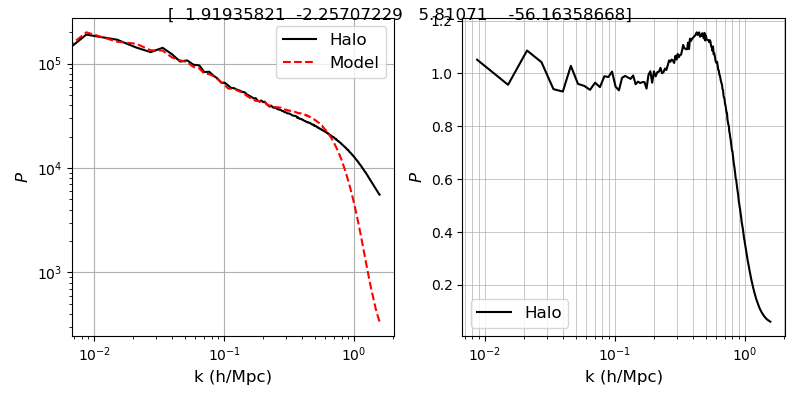 [ 1.91935821 -2.25707229 5.81071 -56.16358668]
Halo
Model
10^5
10^4
10^3
P
10^-2
10^-1
10^0
k (h/Mpc)
1.2
1.0
0.8
0.6
0.4
0.2
P
Halo
10^-2
10^-1
10^0
k (h/Mpc)